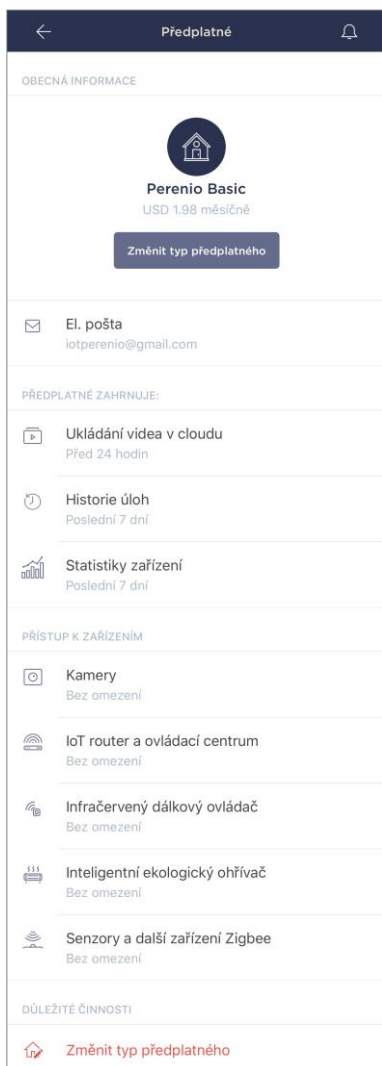 Předplatné
OBECNÁ INFORMACE
Perenio Basic
USD 1.98 měsíčně
Změnit typ předplatného
El. pošta
iotperenio@gmail.com
PŘEDPLATNÉ ZAHRNUJE:
Ukládání videa v cloudu
Před 24 hodin
Historie úloh
Poslední 7 dní
Statistiky zařízení
Poslední 7 dní
PŘÍSTUP K ZAŘÍZENÍM
Kamery
Bez omezení
IoT router a ovládací centrum
Bez omezení
Infračervený dálkový ovládač
Bez omezení
Inteligentní ekologický ohřívač
Bez omezení
Senzory a další zařízení Zigbee
Bez omezení
DŮLEŽITÉ ČINNOSTI
Změnit typ předplatného